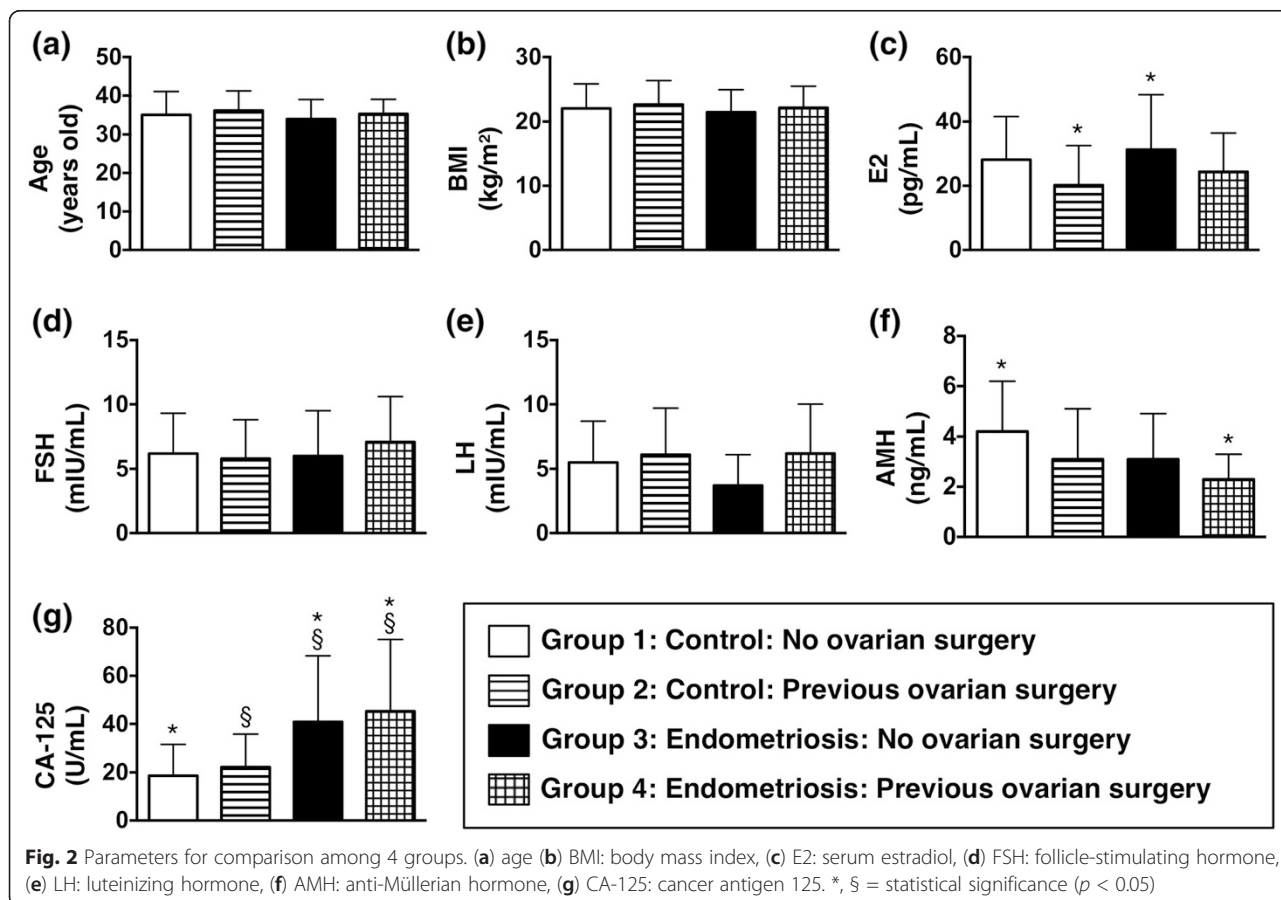 (a)
50
40
30
20
10
0
Age
(years old)
(b)
30
20
10
0
BMI
(kg/m²)
(c)
60
40
20
0
E2
(pg/mL)
*
*
(d)
15
10
5
0
FSH
(mIU/mL)
(e)
15
10
5
0
LH
(mIU/mL)
(f)
8
6
4
2
0
AMH
(ng/mL)
*
*
(g)
80
60
40
20
0
CA-125
(U/mL)
*
§
*
§
*
§
Group 1: Control: No ovarian surgery
Group 2: Control: Previous ovarian surgery
Group 3: Endometriosis: No ovarian surgery
Group 4: Endometriosis: Previous ovarian surgery
Fig. 2 Parameters for comparison among 4 groups. (a) age (b) BMI: body mass index, (c) E2: serum estradiol, (d) FSH: follicle-stimulating hormone,
(e) LH: luteinizing hormone, (f) AMH: anti-Müllerian hormone, (g) CA-125: cancer antigen 125. *, § = statistical significance (p < 0.05)